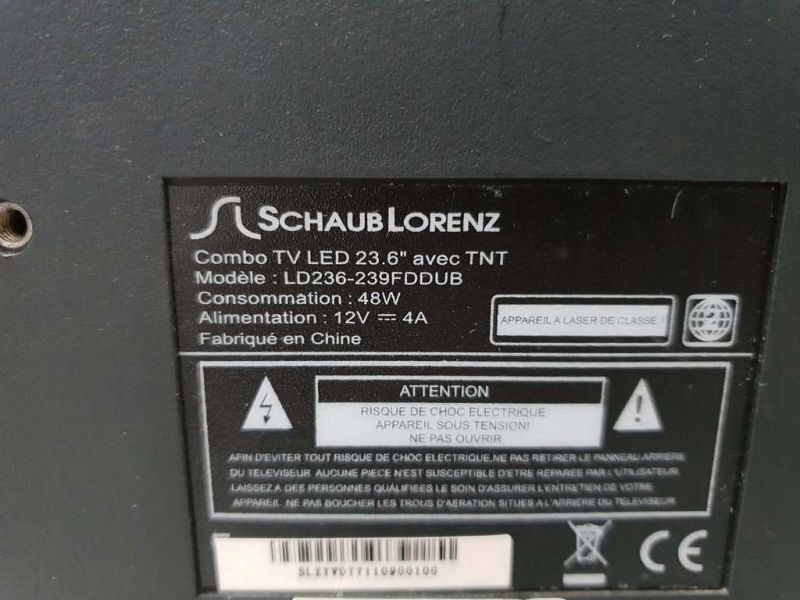 SCHAUB LORENZ
Combo TV LED 23.6" avec TNT
Modèle : LD236-239FDDUB
Consommation : 48W
Alimentation : 12V ⎓ 4A
Fabriqué en Chine
APPAREIL A LASER DE CLASSE 1
2
ATTENTION
RISQUE DE CHOC ELECTRIQUE
APPAREIL SOUS TENSION!
NE PAS OUVRIR
AFIN D'EVITER TOUT RISQUE DE CHOC ELECTRIQUE,NE PAS RETIRER LE PANNEAU ARRIERE
DU TELEVISEUR AUCUNE PIECE N'EST SUSCEPTIBLE D'ETRE REPAREE PAR L'UTILISATEUR
LAISSEZ A DES PERSONNES QUALIFIEES LE SOIN D'ASSURER L'ENTRETIEN DE VOTRE
APPAREIL NE PAS BOUCHER LES TROUS D'AERATION SITUES A L'ARRIERE DU TELEVISEUR
CE